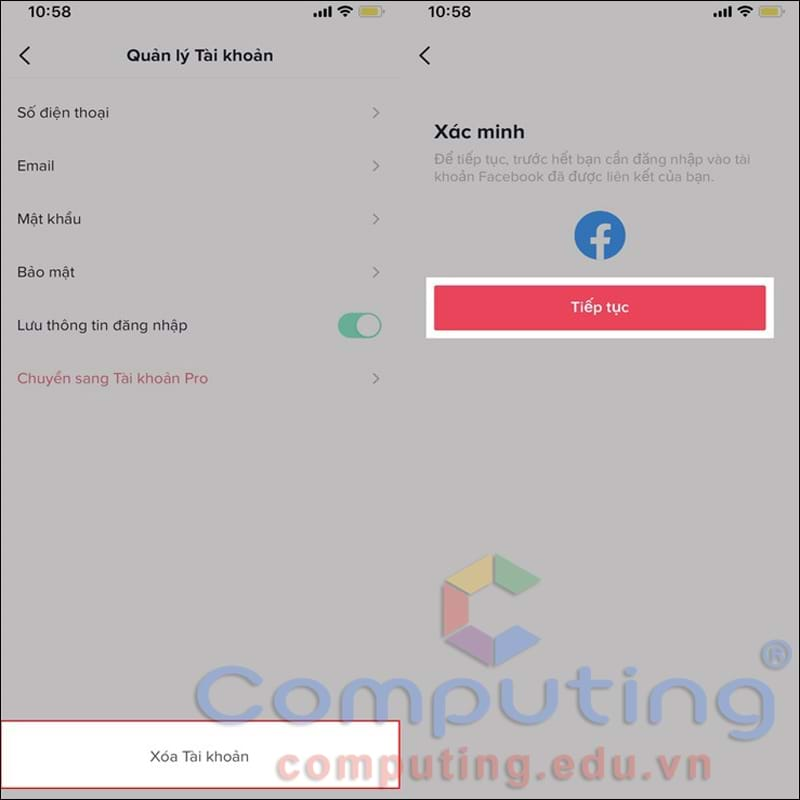 10:58
Quản lý Tài khoản
Số điện thoại
Email
Mật khẩu
Bảo mật
Lưu thông tin đăng nhập
Chuyển sang Tài khoản Pro
Xóa Tài khoản
10:58
Xác minh
Để tiếp tục, trước hết bạn cần đăng nhập vào tài
khoản Facebook đã được liên kết của bạn.
Tiếp tục
Computing®
computing.edu.vn